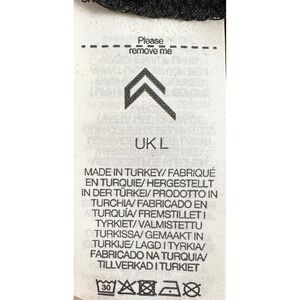 Please
remove me
UK L
MADE IN TURKEY/ FABRIQUÉ
EN TURQUIE/ HERGESTELLT
IN DER TÜRKEI/ PRODOTTO IN
TURCHIA/ FABRICADO EN
TURQUÍA/ FREMSTILLET I
TYRKIET/ VALMISTETTU
TURKISSA/ GEMAAKT IN
TURKIJE/ LAGD I TYRKIA/
FABRICADO NA TURQUIA/
TILLVERKAD I TURKIET
30